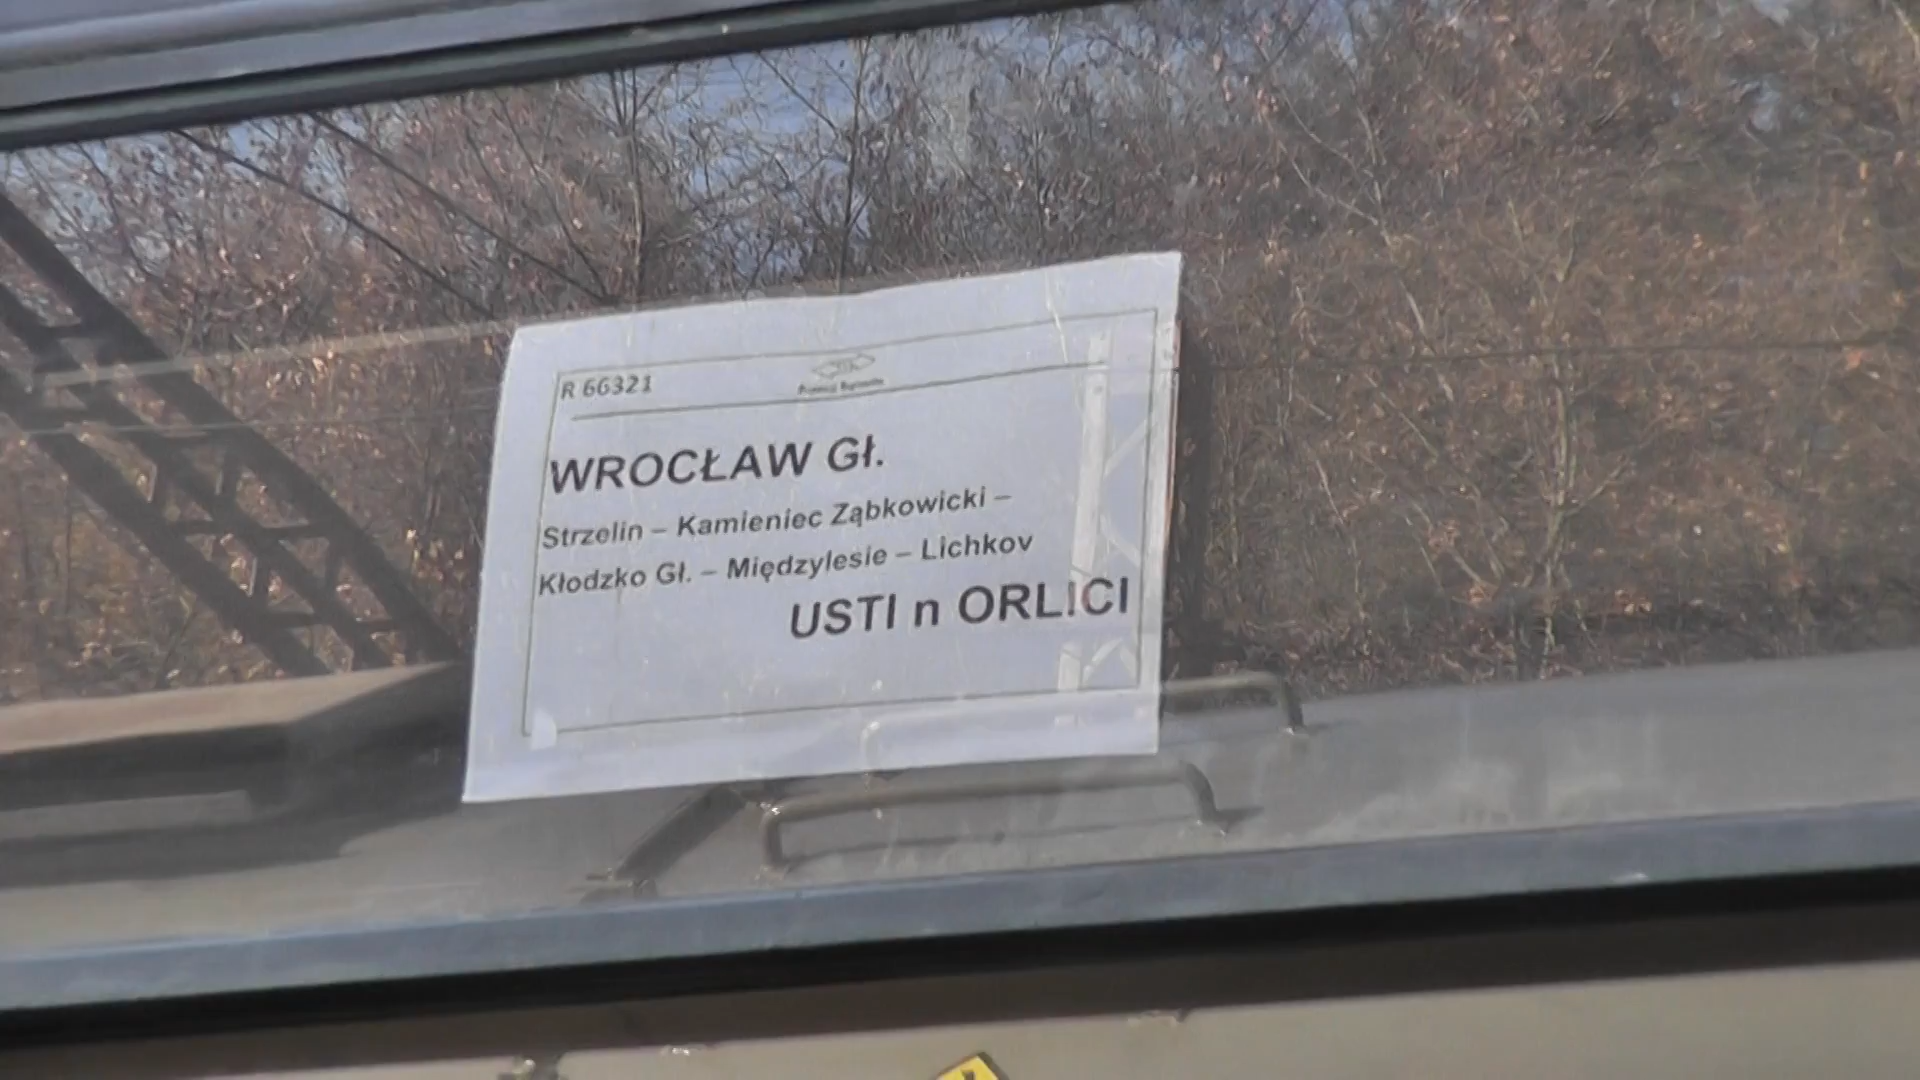 R 66321
WROCŁAW Gł.
Strzelin – Kamieniec Ząbkowicki –
Kłodzko Gł. – Międzylesie – Lichkov
USTI n ORLICI